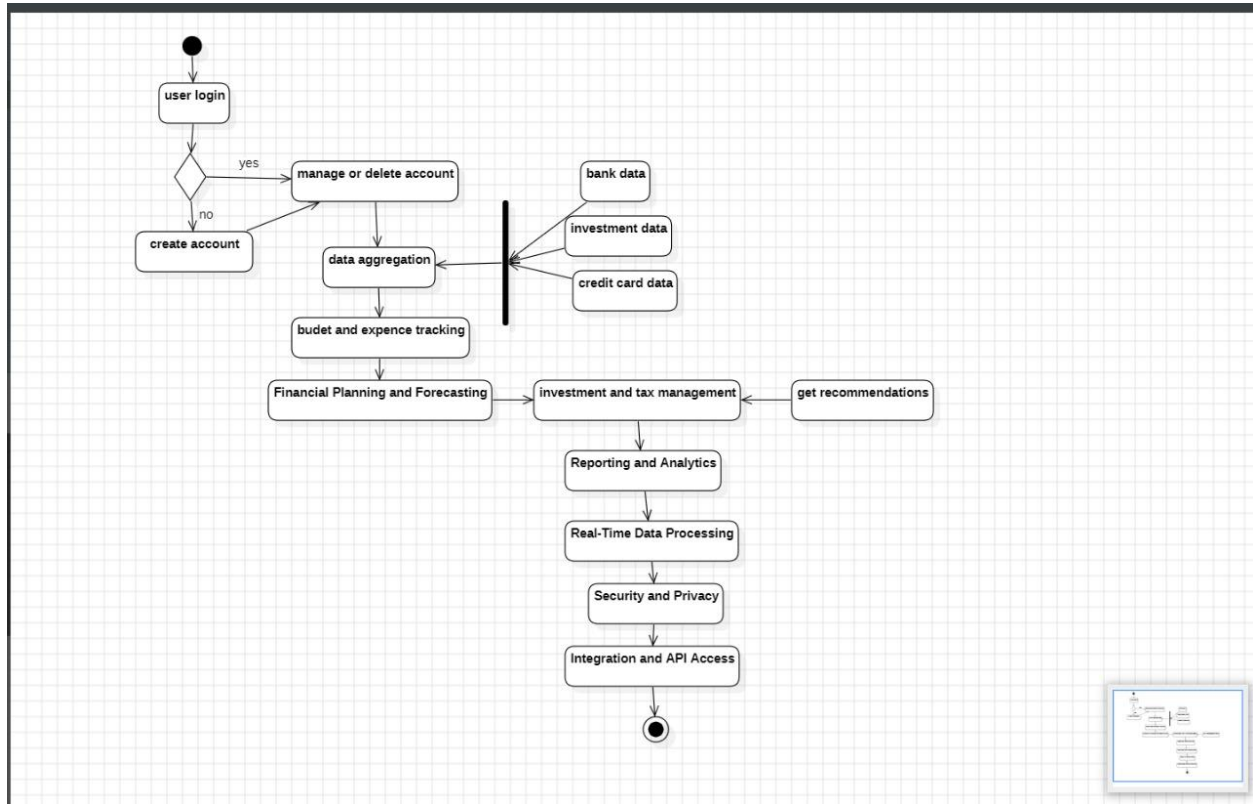 user login
yes
manage or delete account
bank data
no
investment data
create account
data aggregation
credit card data
budet and expence tracking
Financial Planning and Forecasting
investment and tax management
get recommendations
Reporting and Analytics
Real-Time Data Processing
Security and Privacy
Integration and API Access